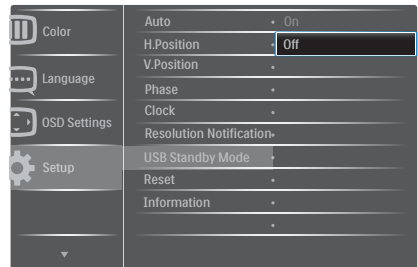 Color
Language
OSD Settings
Setup
Auto
H.Position
V.Position
Phase
Clock
Resolution Notification
USB Standby Mode
Reset
Information
On
Off